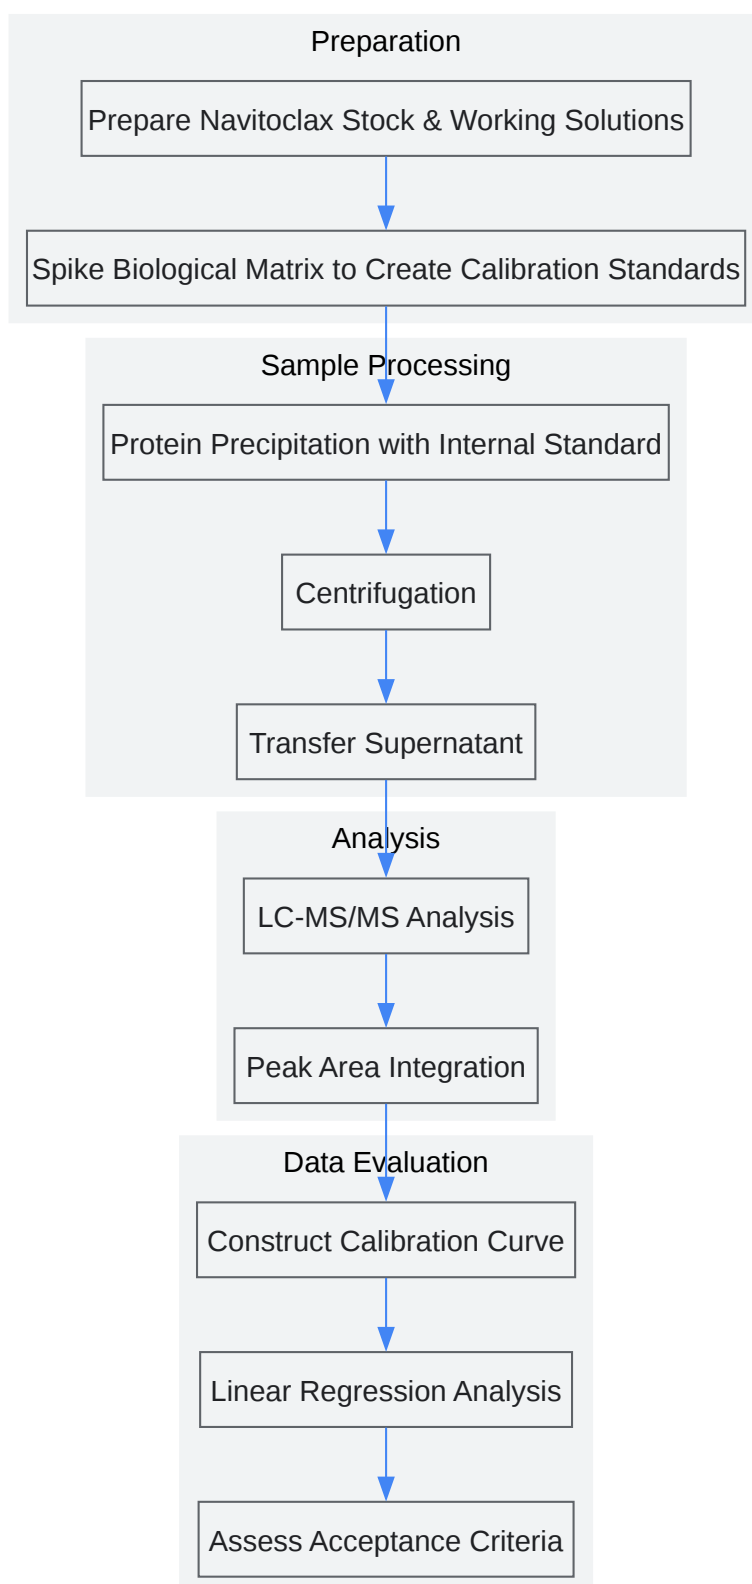 Preparation
Prepare Navitoclax Stock & Working Solutions
Spike Biological Matrix to Create Calibration Standards
Sample Processing
Protein Precipitation with Internal Standard
Centrifugation
Transfer Supernatant
Analysis
LC-MS/MS Analysis
Peak Area Integration
Data Evaluation
Construct Calibration Curve
Linear Regression Analysis
Assess Acceptance Criteria